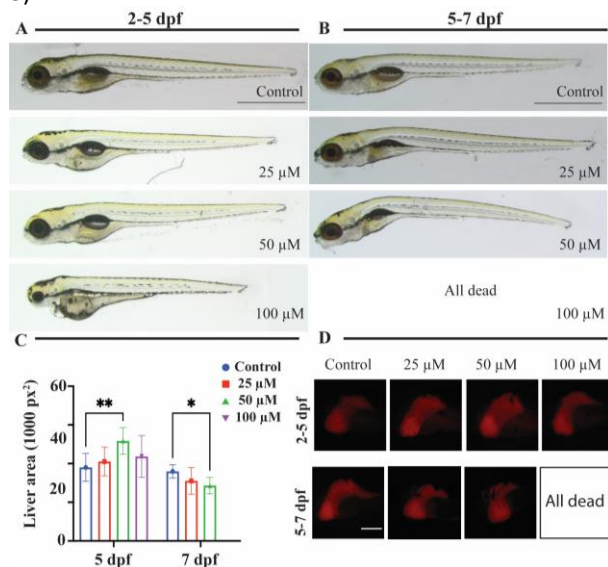 2-5 dpf
5-7 dpf
A
B
Control
Control
25 µM
25 µM
50 µM
50 µM
100 µM
All dead
100 µM
C
D
Control
25 µM
50 µM
100 µM
60
40
20
0
Liver area (1000 px²)
**
*
5 dpf
7 dpf
Control
25 µM
50 µM
100 µM
2-5 dpf
5-7 dpf
All dead